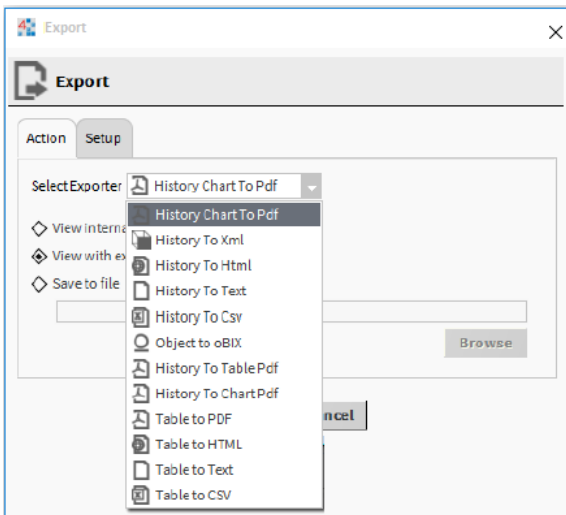 Export
Export
Action Setup
Select Exporter History Chart To Pdf
History Chart To Pdf
View Interna
History To Xml
View with ex
History To Html
Save to file
History To Text
History To Csv
Object to oBIX
Browse
History To Table Pdf
History To Chart Pdf
Table to PDF
ncel
Table to HTML
Table to Text
Table to CSV